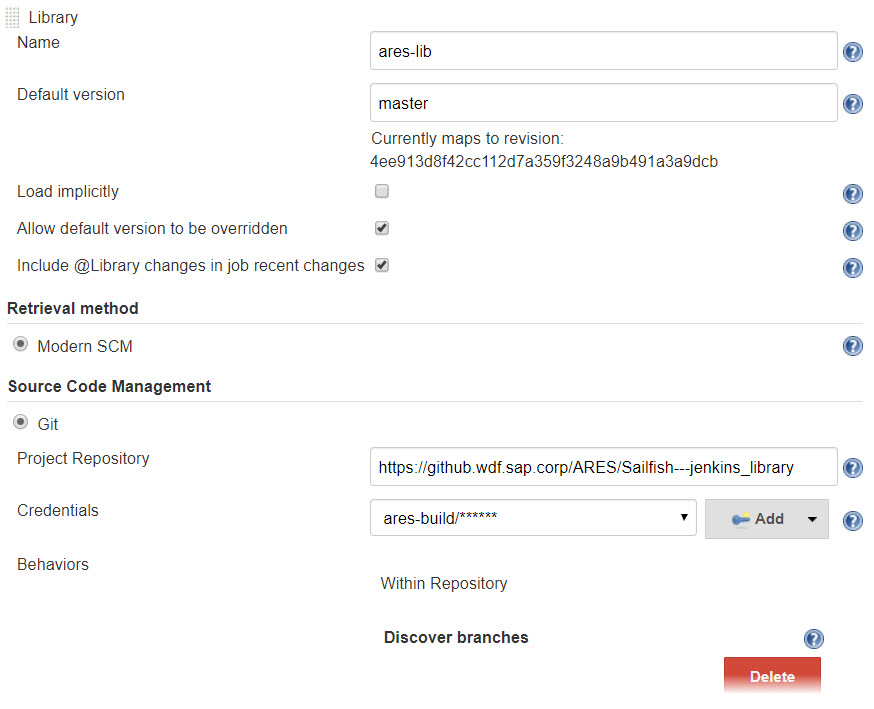 Library
Name
ares-lib
Default version
master
Currently maps to revision:
4ee913d8f42cc112d7a359f3248a9b491a3a9dcb
Load implicitly
Allow default version to be overridden
Include @Library changes in job recent changes
Retrieval method
Modern SCM
Source Code Management
Git
Project Repository
https://github.wdf.sap.corp/ARES/Sailfish---jenkins_library
Credentials
ares-build/******
Add
Behaviors
Within Repository
Discover branches
Delete